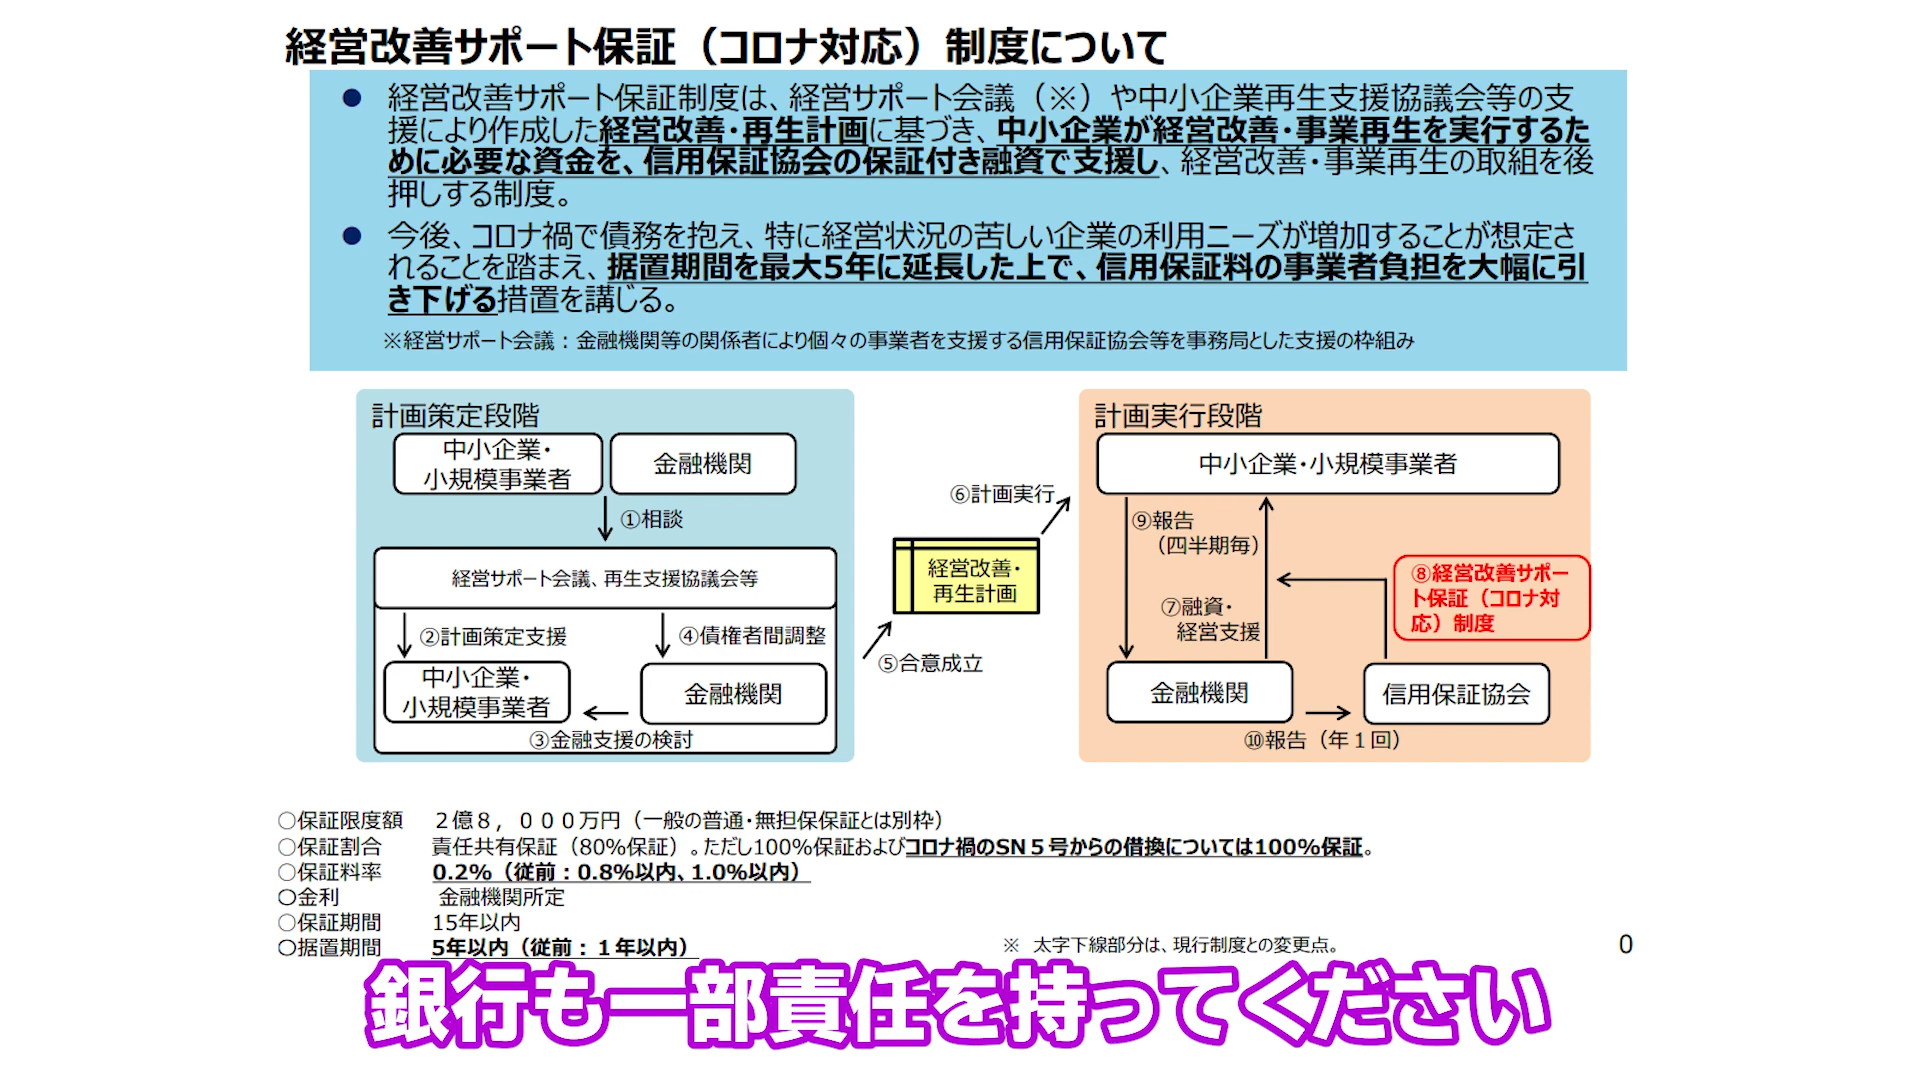 経営改善サポート保証（コロナ対応）制度について
● 経営改善サポート保証制度は、経営サポート会議（※）や中小企業再生支援協議会等の支
援により作成した経営改善・再生計画に基づき、中小企業が経営改善・事業再生を実行するた
めに必要な資金を、信用保証協会の保証付き融資で支援し、経営改善・事業再生の取組を後
押しする制度。
● 今後、コロナ禍で債務を抱え、特に経営状況の苦しい企業の利用ニーズが増加することが想定さ
れることを踏まえ、据置期間を最大5年に延長した上で、信用保証料の事業者負担を大幅に引
き下げる措置を講じる。
※経営サポート会議：金融機関等の関係者により個々の事業者を支援する信用保証協会等を事務局とした支援の枠組み
計画策定段階
中小企業・
小規模事業者
金融機関
①相談
経営サポート会議、再生支援協議会等
②計画策定支援
④債権者間調整
中小企業・
小規模事業者
金融機関
③金融支援の検討
⑤合意成立
経営改善・
再生計画
⑥計画実行
計画実行段階
中小企業・小規模事業者
⑨報告
（四半期毎）
⑦融資・
経営支援
⑧経営改善サポー
ト保証（コロナ対
応）制度
金融機関
信用保証協会
⑩報告（年１回）
○保証限度額 ２億８，０００万円（一般の普通・無担保保証とは別枠）
○保証割合 責任共有保証（80%保証）。ただし100%保証およびコロナ禍のSN５号からの借換については100%保証。
○保証料率 0.2%（従前：0.8%以内、1.0%以内）
○金利 金融機関所定
○保証期間 15年以内
○据置期間 5年以内（従前：１年以内）
※ 太字下線部分は、現行制度との変更点。
0
銀行も一部責任を持ってください